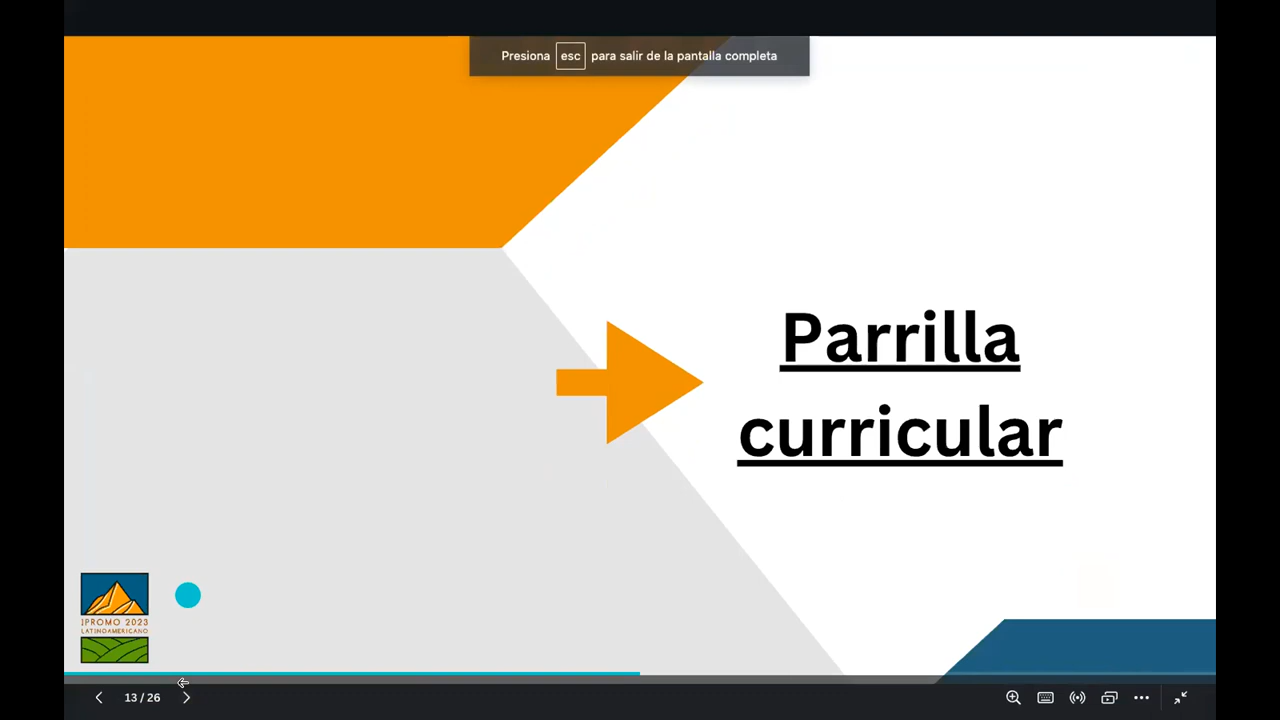 Presiona esc para salir de la pantalla completa
Parrilla
curricular
IPROMO 2023
LATINOAMERICANO
13 / 26